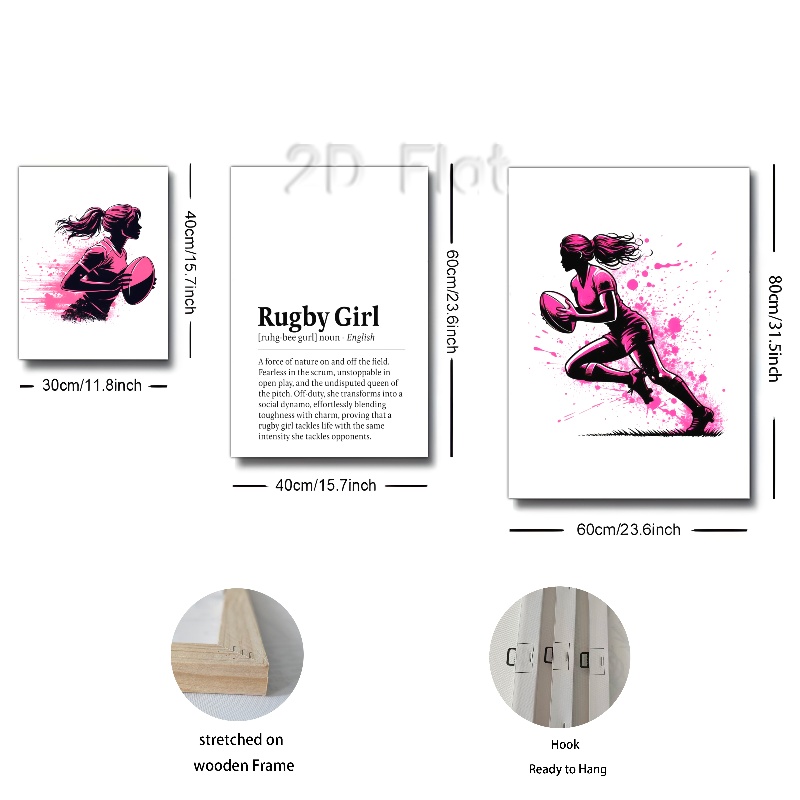 2D Flat
40cm/15.7inch
30cm/11.8inch
Rugby Girl
[ruhg-bee gurl] noun - English
A force of nature on and off the field.
Fearless in the scrum, unstoppable in
open play, and the undisputed queen of
the pitch. Off-duty, she transforms into a
social dynamo, effortlessly blending
toughness with charm, proving that a
rugby girl tackles life with the same
intensity she tackles opponents.
60cm/23.6inch
40cm/15.7inch
80cm/31.5inch
60cm/23.6inch
stretched on
wooden Frame
Hook
Ready to Hang